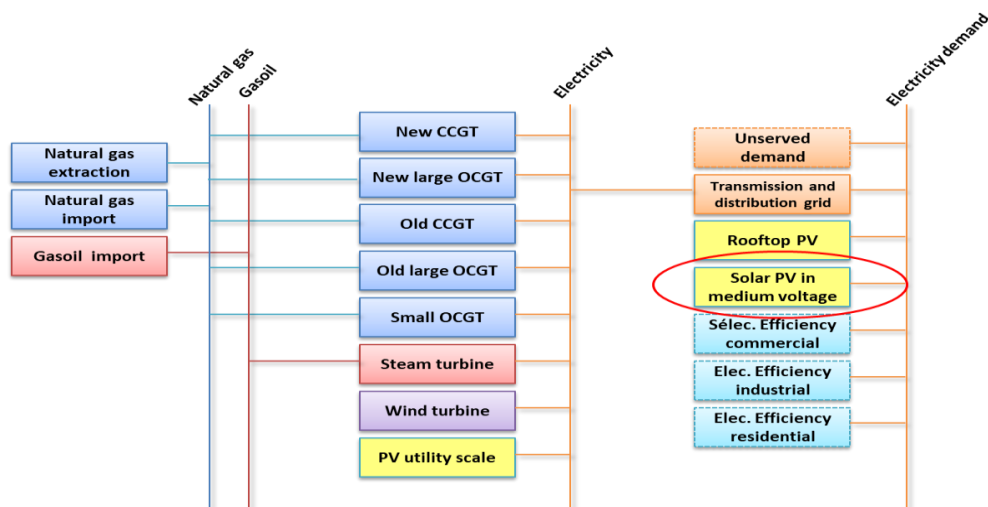 Natural gas
Gasoil
Electricity
Electricity demand
Natural gas
extraction
Natural gas
import
Gasoil import
New CCGT
New large OCGT
Old CCGT
Old large OCGT
Small OCGT
Steam turbine
Wind turbine
PV utility scale
Unserved
demand
Transmission and
distribution grid
Rooftop PV
Solar PV in
medium voltage
Sélec. Efficiency
commercial
Elec. Efficiency
industrial
Elec. Efficiency
residential